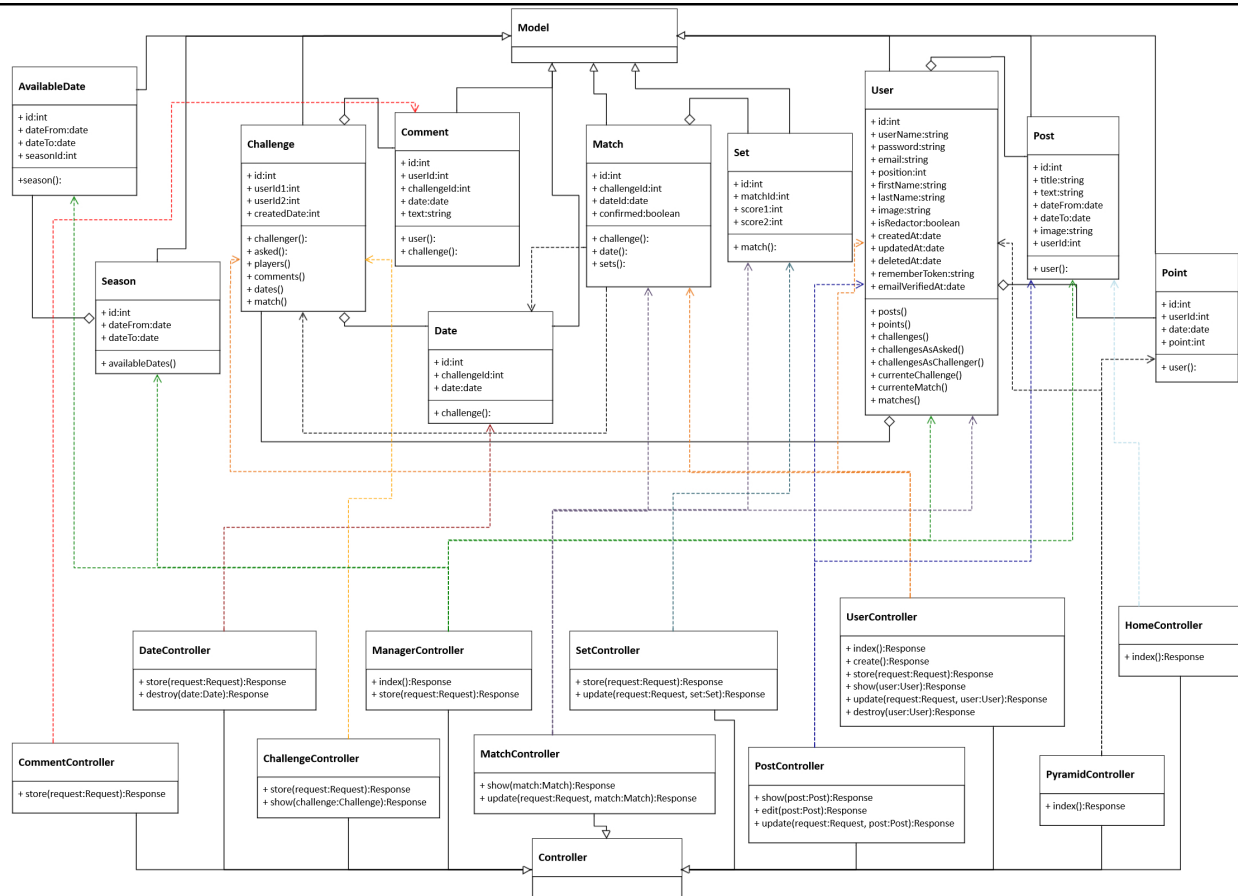 Model
AvailableDate
+ id:int
+ dateFrom:date
+ dateTo:date
+ seasonId:int
+season():
Challenge
+ id:int
+ userId1:int
+ userId2:int
+ createdDate:int
+ challenger():
+ asked():
+ players()
+ comments()
+ dates()
+ match()
Comment
+ id:int
+ userId:int
+ challengeId:int
+ date:date
+ text:string
+ user():
+ challenge():
Match
+ id:int
+ challengeId:int
+ dateId:date
+ confirmed:boolean
+ challenge():
+ date():
+ sets():
Set
+ id:int
+ matchId:int
+ score1:int
+ score2:int
+ match():
User
+ id:int
+ userName:string
+ password:string
+ email:string
+ position:int
+ firstName:string
+ lastName:string
+ image:string
+ isRedactor:boolean
+ createdAt:date
+ updatedAt:date
+ deletedAt:date
+ rememberToken:string
+ emailVerifiedAt:date
+ posts()
+ points()
+ challenges()
+ challengesAsAsked()
+ challengesAsChallenger()
+ currenteChallenge()
+ currenteMatch()
+ matches()
Post
+ id:int
+ title:string
+ text:string
+ dateFrom:date
+ dateTo:date
+ image:string
+ userId:int
+ user():
Point
+ id:int
+ userId:int
+ date:date
+ point:int
+ user():
Season
+ id:int
+ dateFrom:date
+ dateTo:date
+ availableDates()
Date
+ id:int
+ challengeId:int
+ date:date
+ challenge():
DateController
+ store(request:Request):Response
+ destroy(date:Date):Response
ManagerController
+ index():Response
+ store(request:Request):Response
SetController
+ store(request:Request):Response
+ update(request:Request, set:Set):Response
UserController
+ index():Response
+ create():Response
+ store(request:Request):Response
+ show(user:User):Response
+ update(request:Request, user:User):Response
+ destroy(user:User):Response
HomeController
+ index():Response
CommentController
+ store(request:Request):Response
ChallengeController
+ store(request:Request):Response
+ show(challenge:Challenge):Response
MatchController
+ show(match:Match):Response
+ update(request:Request, match:Match):Response
PostController
+ show(post:Post):Response
+ edit(post:Post):Response
+ update(request:Request, post:Post):Response
PyramidController
+ index():Response
Controller